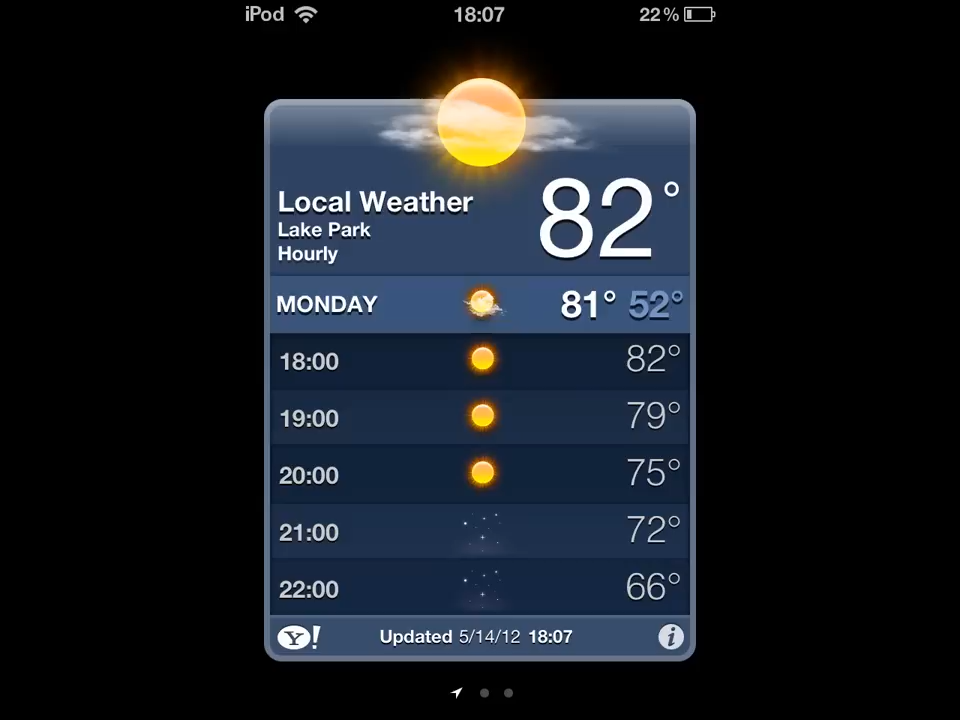 iPod 18:07 22%
82°
Local Weather
Lake Park
Hourly
MONDAY 81° 52°
18:00 82°
19:00 79°
20:00 75°
21:00 72°
22:00 66°
Y! Updated 5/14/12 18:07 i